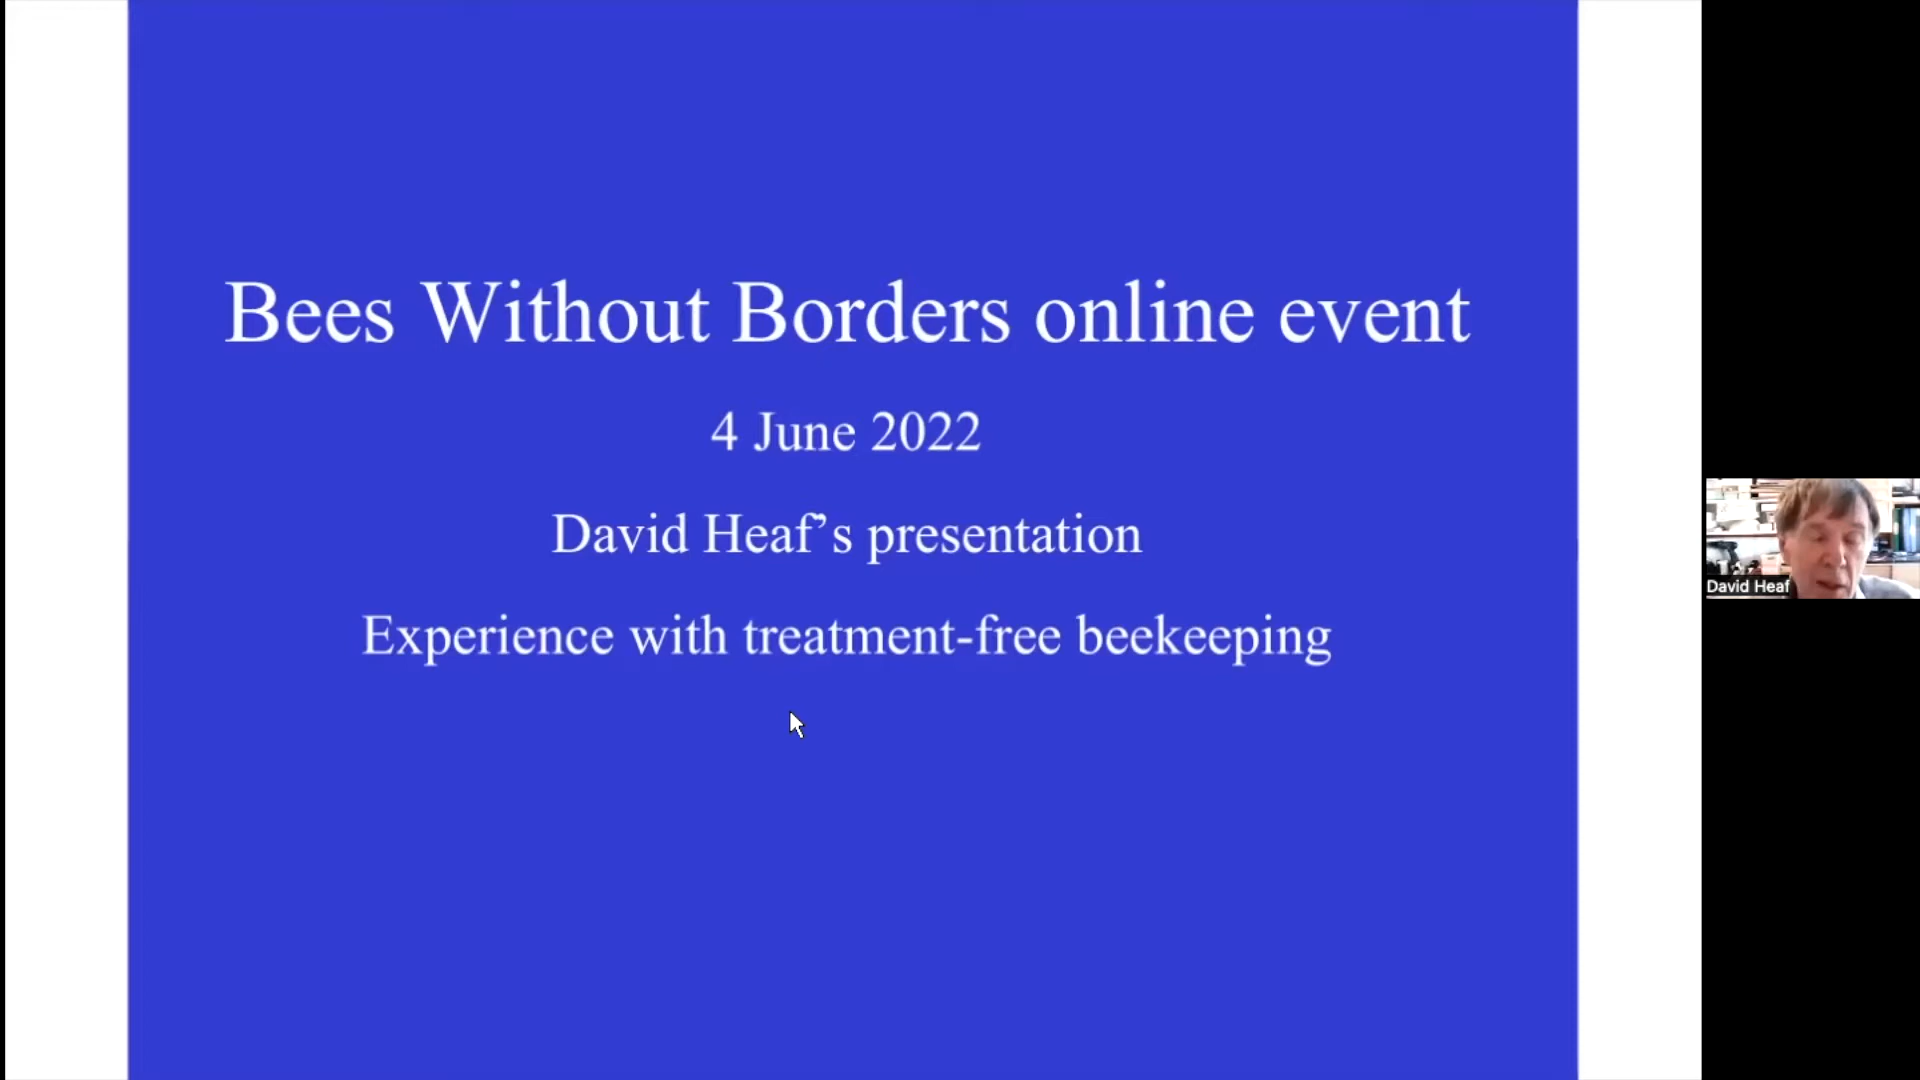 Bees Without Borders online event
4 June 2022
David Heaf’s presentation
Experience with treatment-free beekeeping
David Heaf